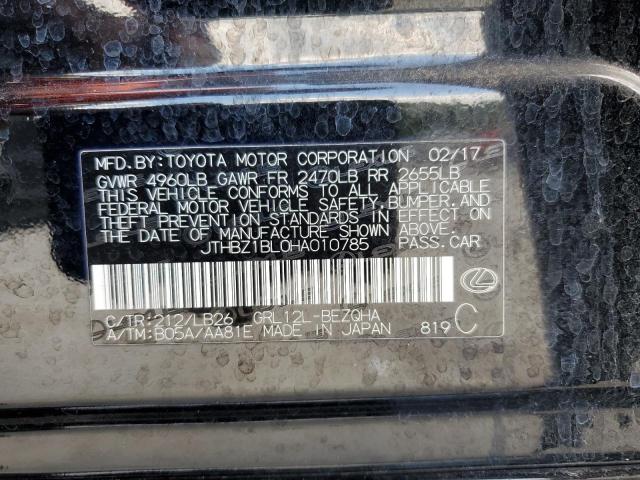 MFD.BY:TOYOTA MOTOR CORPORATION 02/17
GVWR 4960LB GAWR FR 2470LB RR 2655LB
THIS VEHICLE CONFORMS TO ALL APPLICABLE
FEDERAL MOTOR VEHICLE SAFETY,BUMPER,AND
THEFT PREVENTION STANDARDS IN EFFECT ON
THE DATE OF MANUFACTURE SHOWN ABOVE.
JTHBZ1BL0HA010785 PASS.CAR
C/TR:212/LB26 GRL12L-BEZQHA
A/TM:B05A/AA81E MADE IN JAPAN 819 C